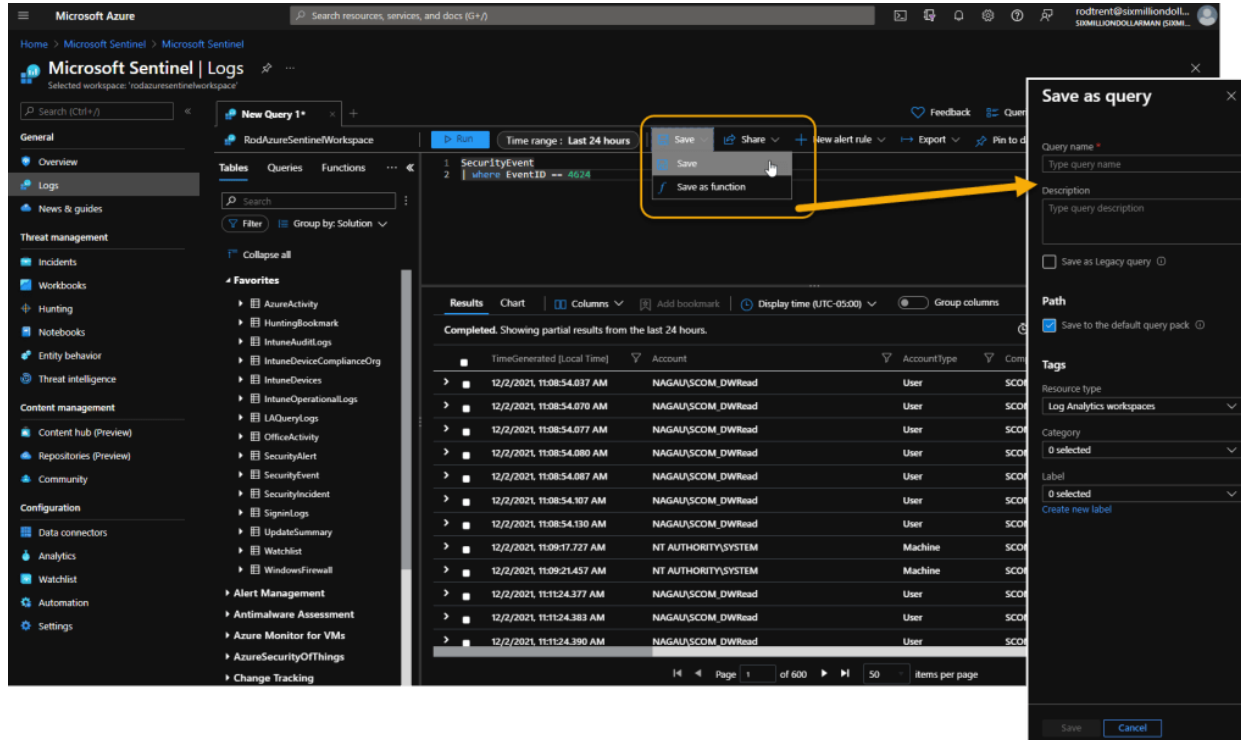 Microsoft Azure
Search resources, services, and docs (G+/)
rodtrent@sixmilliondoll...
SIXMILLIONDOLLARMAN (SIXMI...
Home > Microsoft Sentinel > Microsoft Sentinel
Microsoft Sentinel | Logs
Selected workspace: 'rodazuresentinelworkspace'
Search (Ctrl+/)
General
Overview
Logs
News & guides
Threat management
Incidents
Workbooks
Hunting
Notebooks
Entity behavior
Threat intelligence
Content management
Content hub (Preview)
Repositories (Preview)
Community
Configuration
Data connectors
Analytics
Watchlist
Automation
Settings
New Query 1*
Feedback
Quer
RodAzureSentinelWorkspace
Run
Time range : Last 24 hours
Save
Share
New alert rule
Export
Pin to d
Save
Save as function
Tables Queries Functions
Search
Filter
Group by: Solution
Collapse all
Favorites
AzureActivity
HuntingBookmark
IntuneAuditLogs
IntuneDeviceComplianceOrg
IntuneDevices
IntuneOperationalLogs
LAQueryLogs
OfficeActivity
SecurityAlert
SecurityEvent
SecurityIncident
SigninLogs
UpdateSummary
Watchlist
WindowsFirewall
Alert Management
Antimalware Assessment
Azure Monitor for VMs
AzureSecurityOfThings
Change Tracking
1 SecurityEvent
2 | where EventID == 4624
Results Chart Columns Add bookmark Display time (UTC-05:00) Group columns
Completed. Showing partial results from the last 24 hours.
TimeGenerated [Local Time] Account AccountType Com
12/2/2021, 11:08:54.037 AM NAGAU\SCOM_DWRead User SCO
12/2/2021, 11:08:54.070 AM NAGAU\SCOM_DWRead User SCO
12/2/2021, 11:08:54.077 AM NAGAU\SCOM_DWRead User SCO
12/2/2021, 11:08:54.080 AM NAGAU\SCOM_DWRead User SCO
12/2/2021, 11:08:54.087 AM NAGAU\SCOM_DWRead User SCO
12/2/2021, 11:08:54.107 AM NAGAU\SCOM_DWRead User SCO
12/2/2021, 11:08:54.130 AM NAGAU\SCOM_DWRead User SCO
12/2/2021, 11:09:17.727 AM NT AUTHORITY\SYSTEM Machine SCO
12/2/2021, 11:09:21.457 AM NT AUTHORITY\SYSTEM Machine SCO
12/2/2021, 11:11:24.377 AM NAGAU\SCOM_DWRead User SCO
12/2/2021, 11:11:24.383 AM NAGAU\SCOM_DWRead User SCO
12/2/2021, 11:11:24.390 AM NAGAU\SCOM_DWRead User SCO
Page 1 of 600 50 items per page
Save as query
Query name *
Type query name
Description
Type query description
Save as Legacy query
Path
Save to the default query pack
Tags
Resource type
Log Analytics workspaces
Category
0 selected
Label
0 selected
Create new label
Save Cancel